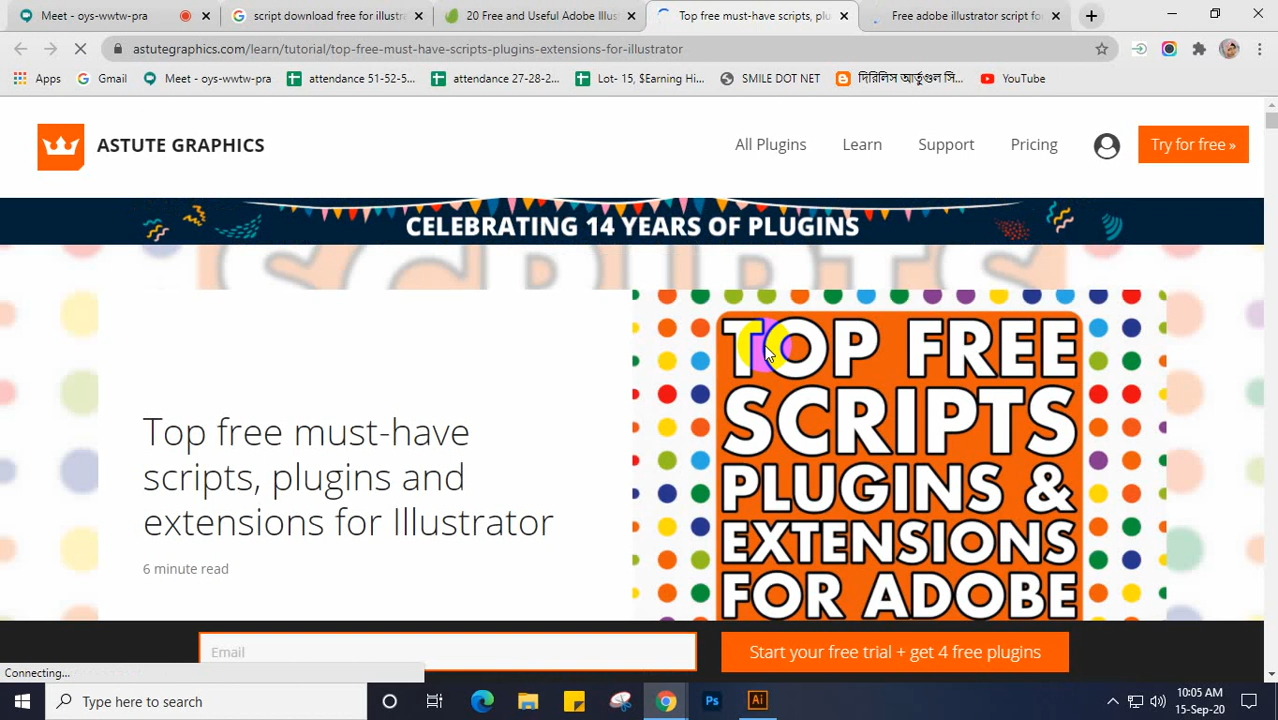 Meet - oys-wwtw-pra
script download free for illustrat
20 Free and Useful Adobe Illus
Top free must-have scripts, plu
Free adobe illustrator script for
astutegraphics.com/learn/tutorial/top-free-must-have-scripts-plugins-extensions-for-illustrator
Apps
Gmail
Meet - oys-wwtw-pra
attendance 51-52-5...
attendance 27-28-2...
Lot- 15, $Earning Hi...
SMILE DOT NET
দিরিলিস আর্তুগুল সি...
YouTube
ASTUTE GRAPHICS
All Plugins
Learn
Support
Pricing
Try for free »
CELEBRATING 14 YEARS OF PLUGINS
SCRIPTS
TOP FREE
SCRIPTS
PLUGINS &
EXTENSIONS
FOR ADOBE
Top free must-have
scripts, plugins and
extensions for Illustrator
6 minute read
Email
Start your free trial + get 4 free plugins
Connecting...
Type here to search
Ps
Ai
10:05 AM
15-Sep-20